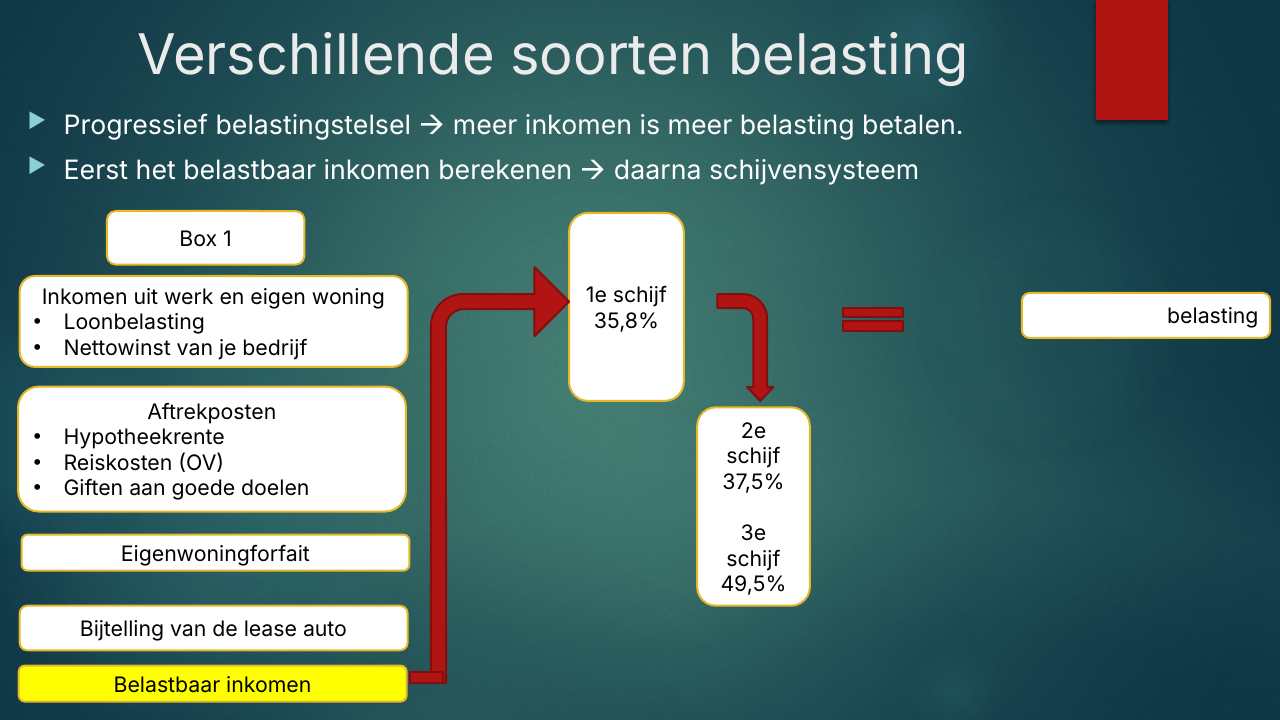 Verschillende soorten belasting
Progressief belastingstelsel → meer inkomen is meer belasting betalen.
Eerst het belastbaar inkomen berekenen → daarna schijvensysteem
Box 1
Inkomen uit werk en eigen woning
• Loonbelasting
• Nettowinst van je bedrijf
Aftrekposten
• Hypotheekrente
• Reiskosten (OV)
• Giften aan goede doelen
Eigenwoningforfait
Bijtelling van de lease auto
Belastbaar inkomen
1e schijf
35,8%
2e
schijf
37,5%
3e
schijf
49,5%
belasting